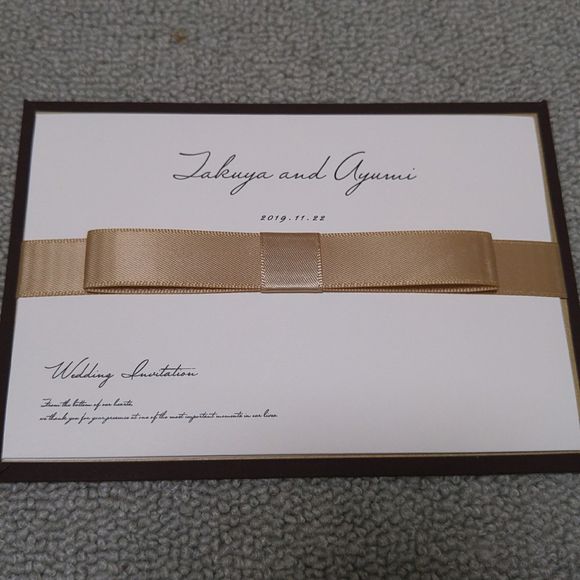 Takuya and Ayumi
2019.11.22
Wedding Invitation
From the bottom of our hearts,
we thank you for your presence at one of the most important moments in our lives.